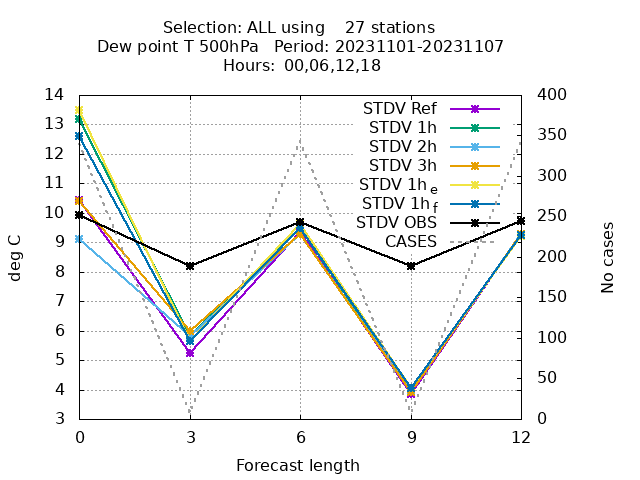 Selection: ALL using    27 stations
Dew point T 500hPa   Period: 20231101-20231107
Hours: 00,06,12,18
14
13
12
11
10
9
8
7
6
5
4
3
deg C
400
350
300
250
200
150
100
50
0
No cases
STDV Ref
STDV 1h
STDV 2h
STDV 3h
STDV 1h e
STDV 1h f
STDV OBS
CASES
0 3 6 9 12
Forecast length